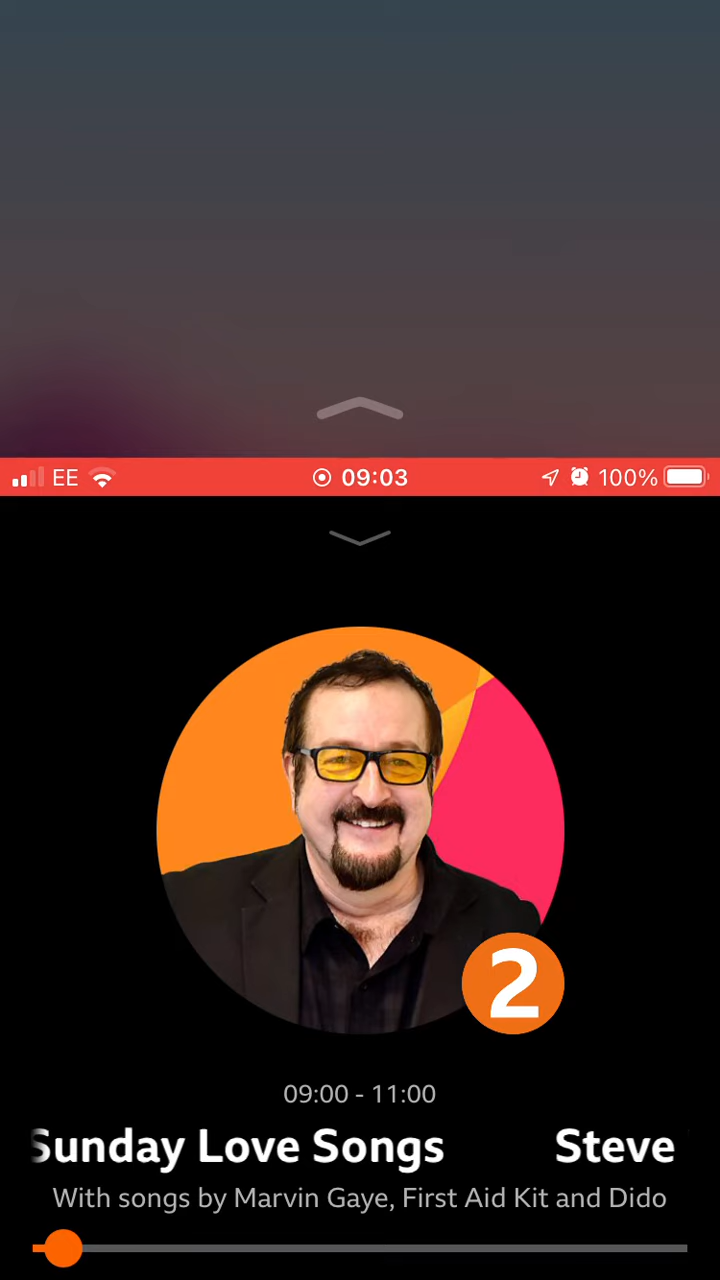 EE 09:03 100%
2
09:00 - 11:00
Sunday Love Songs Steve
With songs by Marvin Gaye, First Aid Kit and Dido